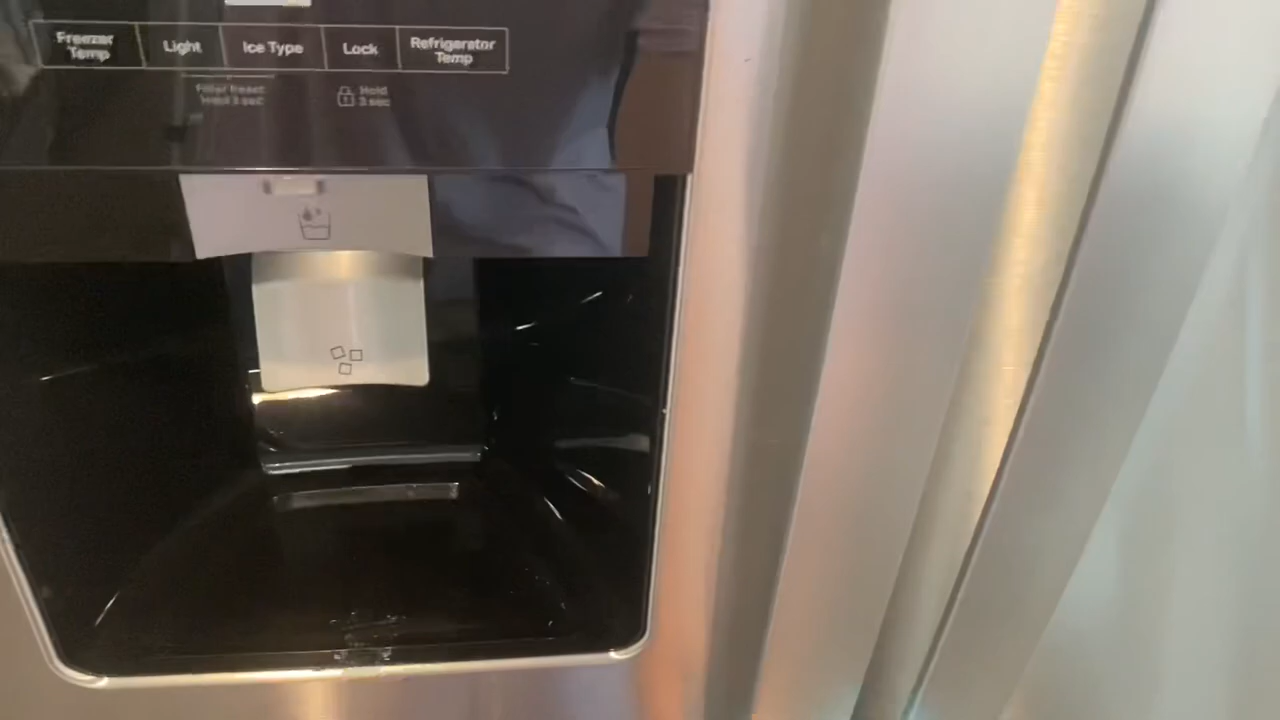 Freezer Temp
Light
Ice Type
Lock
Refrigerator Temp
Filter Reset
Hold 3 sec
Hold
3 sec